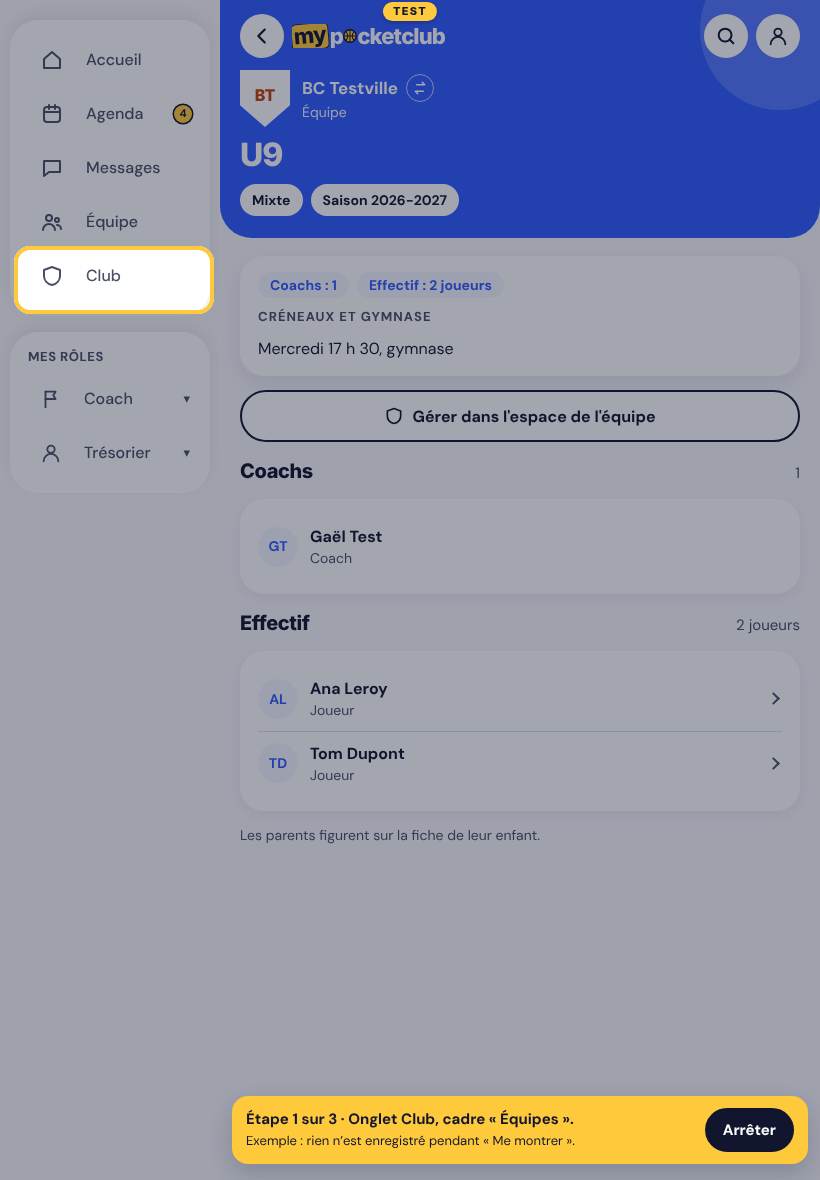 TEST
mypocketclub
Accueil
Agenda 4
Messages
Équipe
Club
MES RÔLES
Coach ▾
Trésorier ▾
BT
BC Testville
Équipe
U9
Mixte
Saison 2026-2027
Coachs : 1
Effectif : 2 joueurs
CRÉNEAUX ET GYMNASE
Mercredi 17 h 30, gymnase
Gérer dans l'espace de l'équipe
Coachs 1
GT
Gaël Test
Coach
Effectif 2 joueurs
AL
Ana Leroy
Joueur
TD
Tom Dupont
Joueur
Les parents figurent sur la fiche de leur enfant.
Étape 1 sur 3 · Onglet Club, cadre « Équipes ».
Exemple : rien n’est enregistré pendant « Me montrer ».
Arrêter